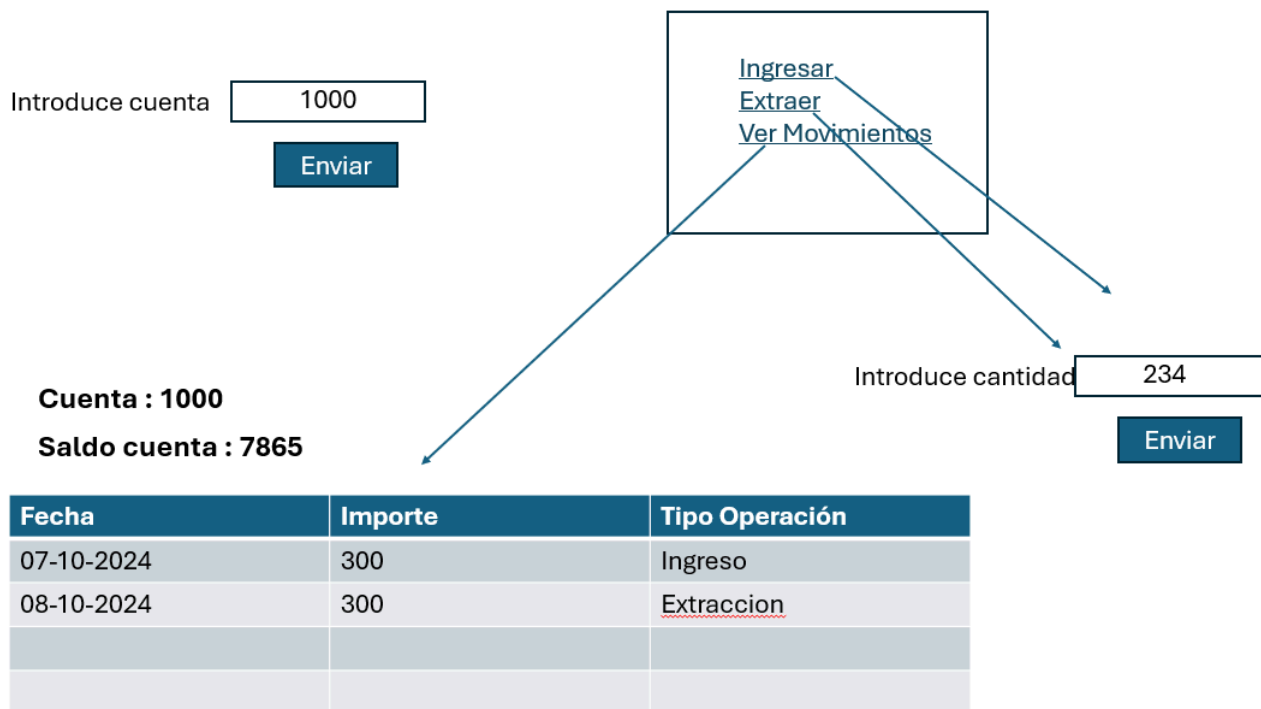 Introduce cuenta 1000
Enviar
Ingresar
Extraer
Ver Movimientos
Introduce cantidad 234
Enviar
Cuenta : 1000
Saldo cuenta : 7865
Fecha Importe Tipo Operación
07-10-2024 300 Ingreso
08-10-2024 300 Extraccion